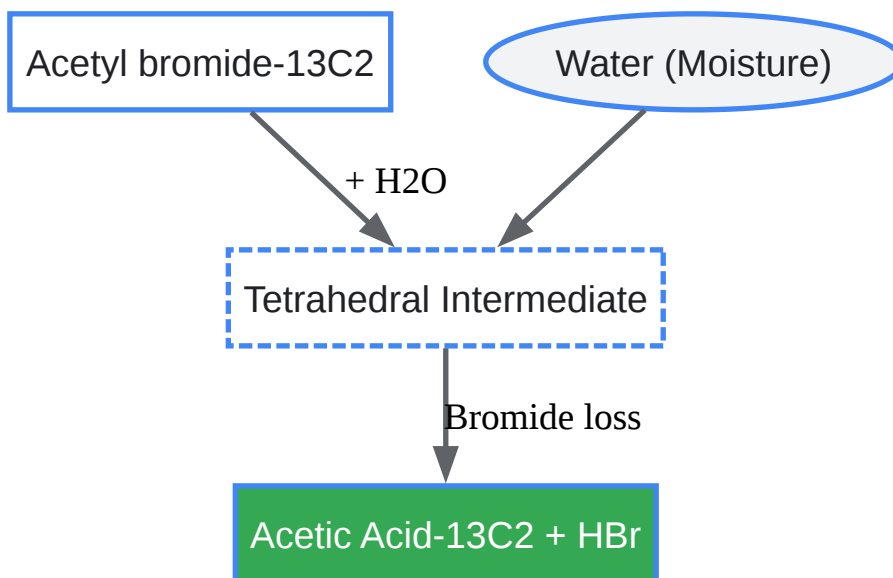 Acetyl bromide-13C2
Water (Moisture)
+ H2O
Tetrahedral Intermediate
Bromide loss
Acetic Acid-13C2 + HBr